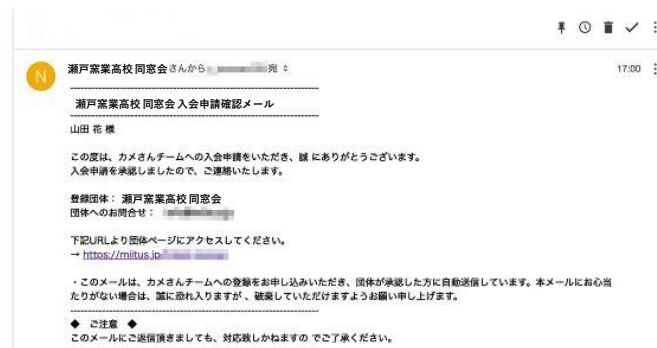 N
瀬戸窯業高校 同窓会さんから 宛
17:00
瀬戸窯業高校 同窓会 入会申請確認メール
山田 花 様
この度は、カメさんチームへの入会申請をいただき、誠 にありがとうございます。
入会申請を承認しましたので、ご連絡いたします。
登録団体: 瀬戸窯業高校 同窓会
団体へのお問合せ:
下記URLより団体ページにアクセスしてください。
→ https://miitus.jp
・このメールは、カメさんチームへの登録をお申し込みいただき、団体が承認した方に自動送信しています。本メールにお心当
たりがない場合は、誠に恐れ入りますが 、破棄していただけますようお願い申し上げます。
◆ ご注意 ◆
このメールにご返信頂きましても、対応致しかねますの でご了承ください。